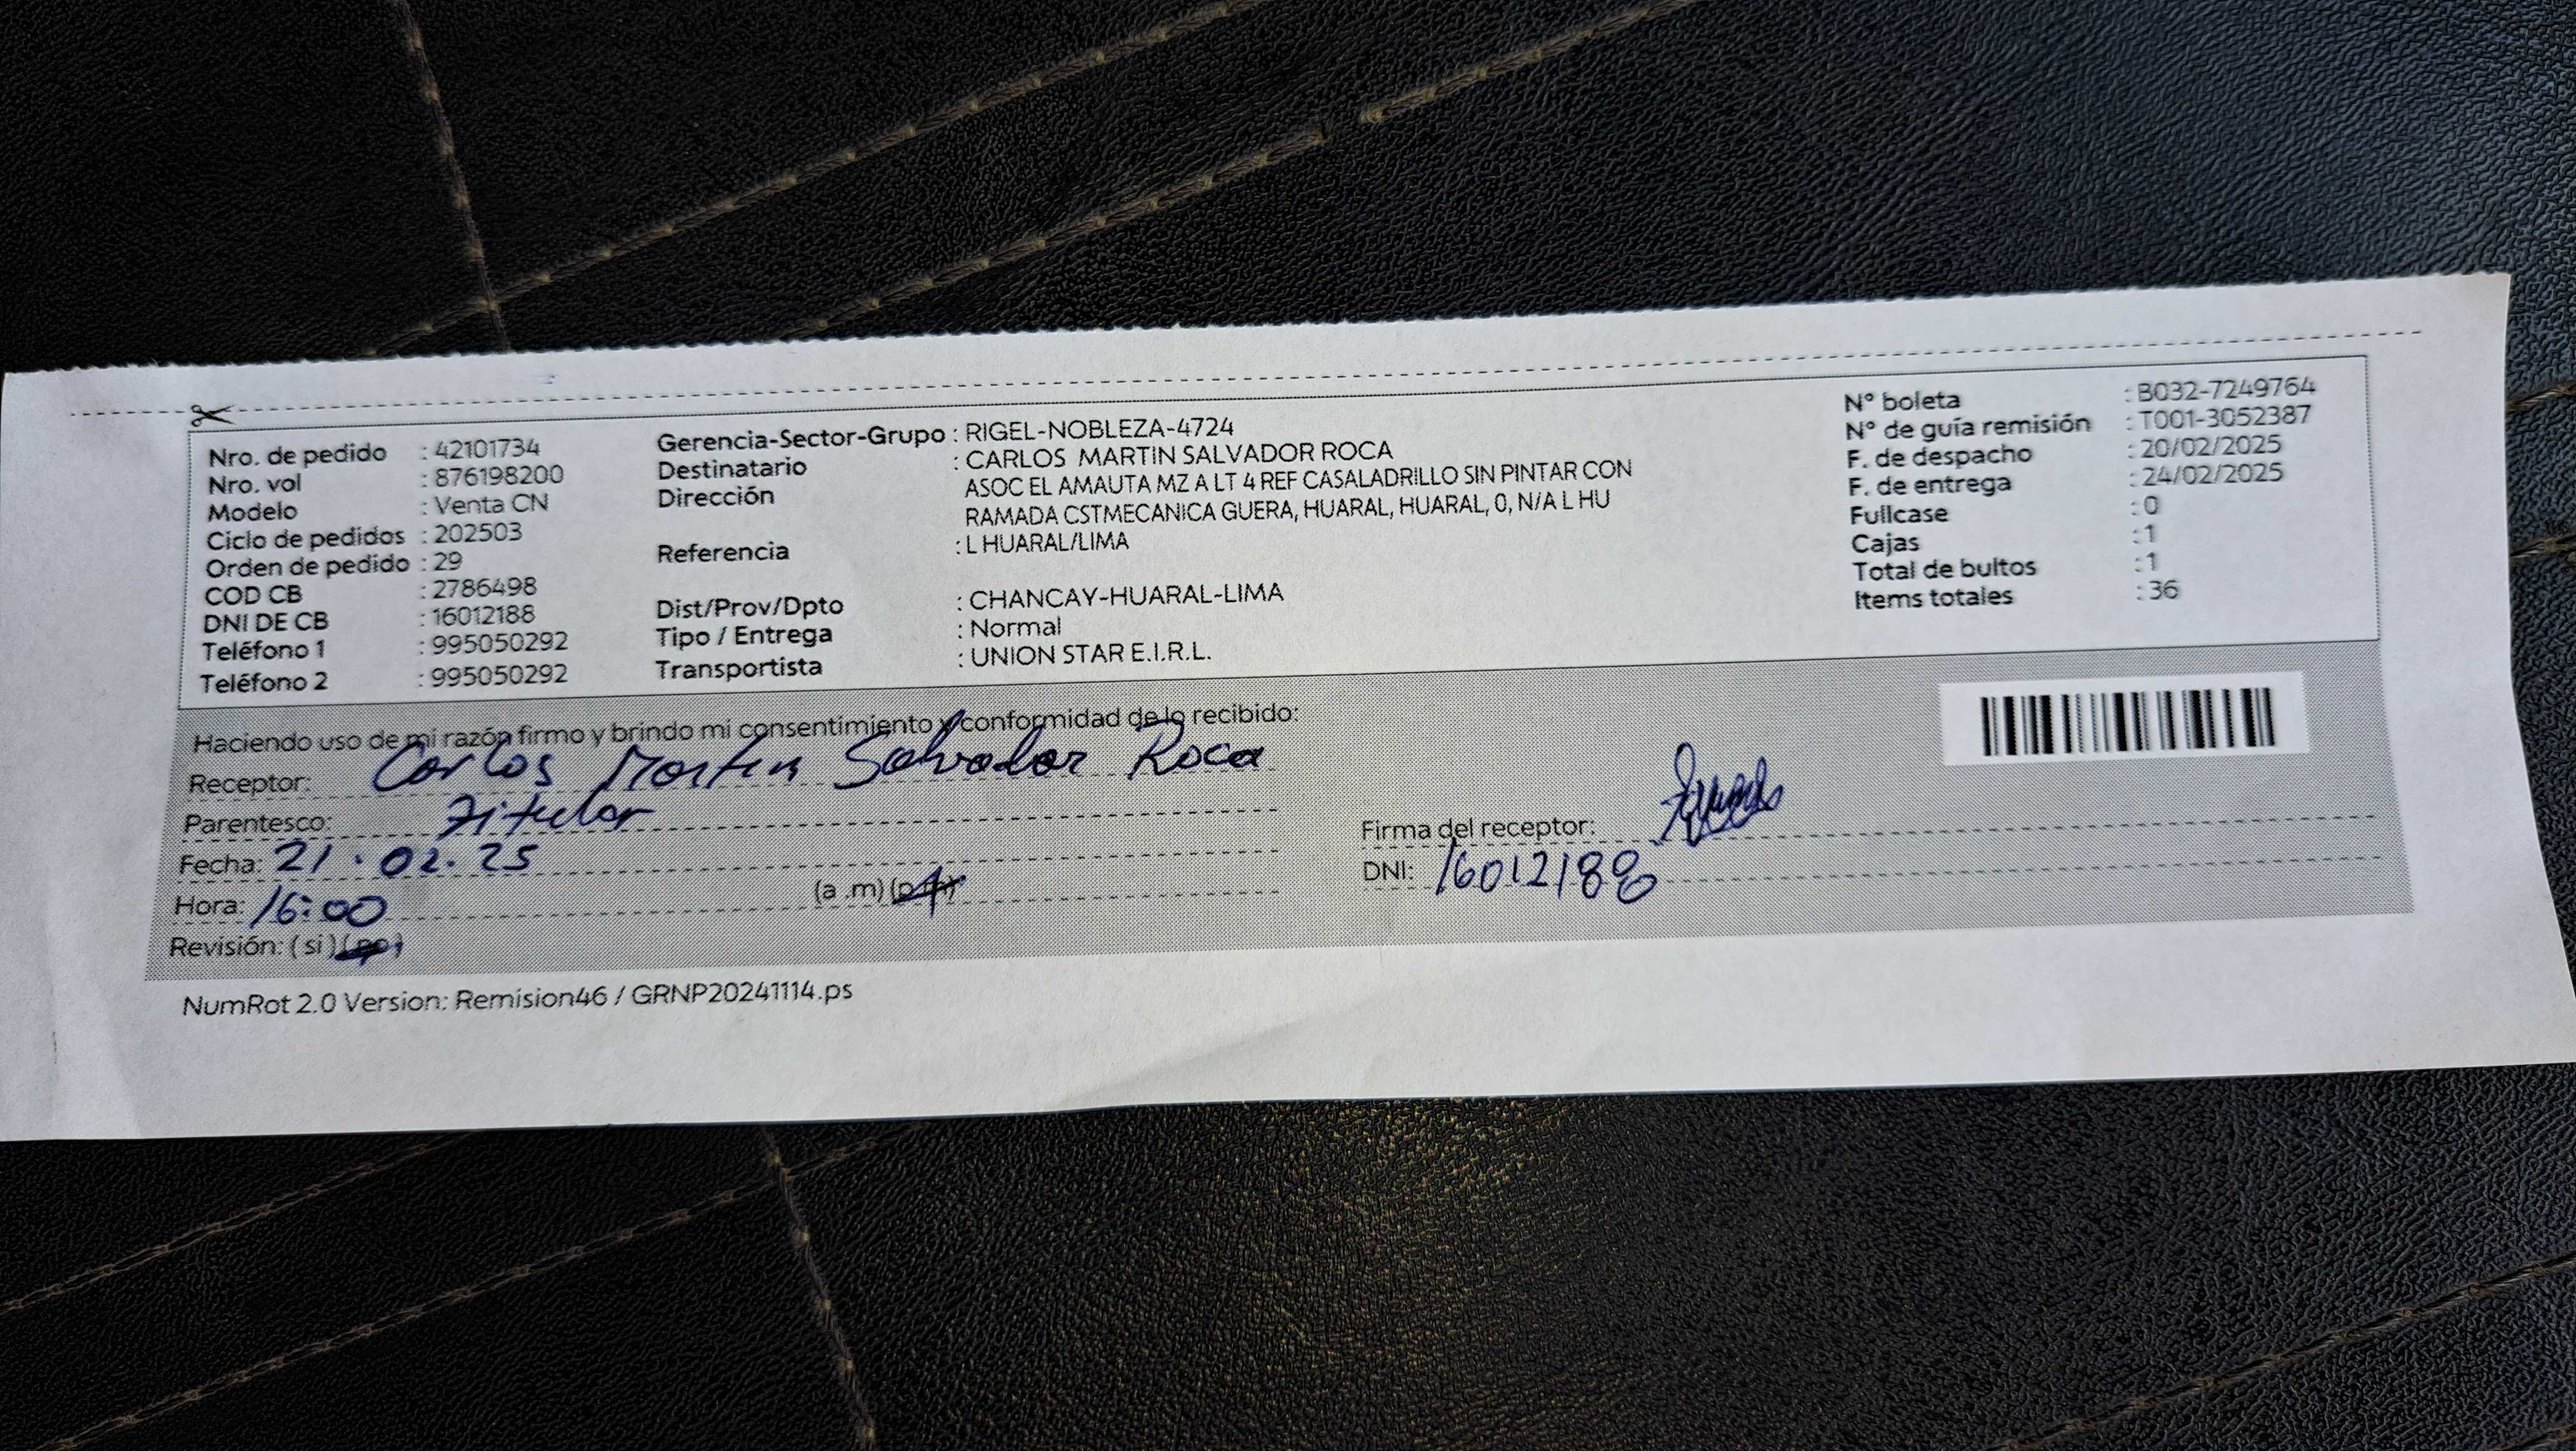 Nro. de pedido : 42101734
Nro. vol : 876198200
Modelo : Venta CN
Ciclo de pedidos : 202503
Orden de pedido : 29
COD CB : 2786498
DNI DE CB : 16012188
Teléfono 1 : 995050292
Teléfono 2 : 995050292
Gerencia-Sector-Grupo : RIGEL-NOBLEZA-4724
Destinatario : CARLOS MARTIN SALVADOR ROCA
Dirección ASOC EL AMAUTA MZ A LT 4 REF CASALADRILLO SIN PINTAR CON
RAMADA CSTMECANICA GUERA, HUARAL, HUARAL, 0, N/A L HU
Referencia : L HUARAL/LIMA
Dist/Prov/Dpto : CHANCAY-HUARAL-LIMA
Tipo / Entrega : Normal
Transportista : UNION STAR E.I.R.L.
N° boleta : B032-7249764
N° de guía remisión : T001-3052387
F. de despacho : 20/02/2025
F. de entrega : 24/02/2025
Fullcase : 0
Cajas : 1
Total de bultos : 1
Items totales : 36
Haciendo uso de mi razón firmo y brindo mi consentimiento y conformidad de lo recibido:
Receptor: Carlos Martin Salvador Roca
Parentesco: Titular
Fecha: 21.02.25
Hora: 16:00 (a .m) (p.m)
Revisión: ( si ) ( no )
Firma del receptor:
DNI: 16012188
NumRot 2.0 Version: Remision46 / GRNP20241114.ps